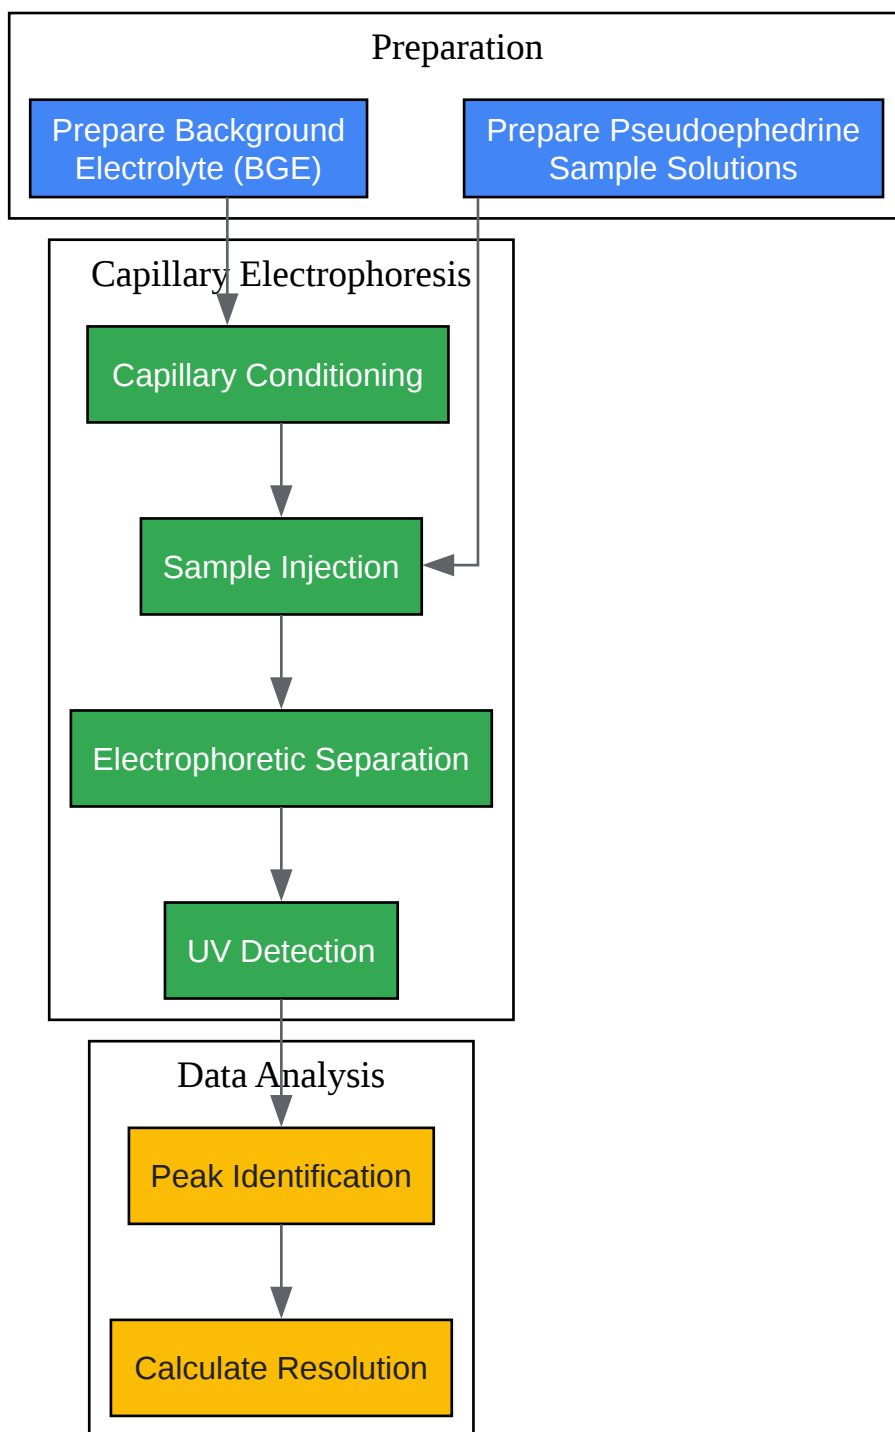 Preparation
Prepare Background
Electrolyte (BGE)
Prepare Pseudoephedrine
Sample Solutions
Capillary Electrophoresis
Capillary Conditioning
Sample Injection
Electrophoretic Separation
UV Detection
Data Analysis
Peak Identification
Calculate Resolution